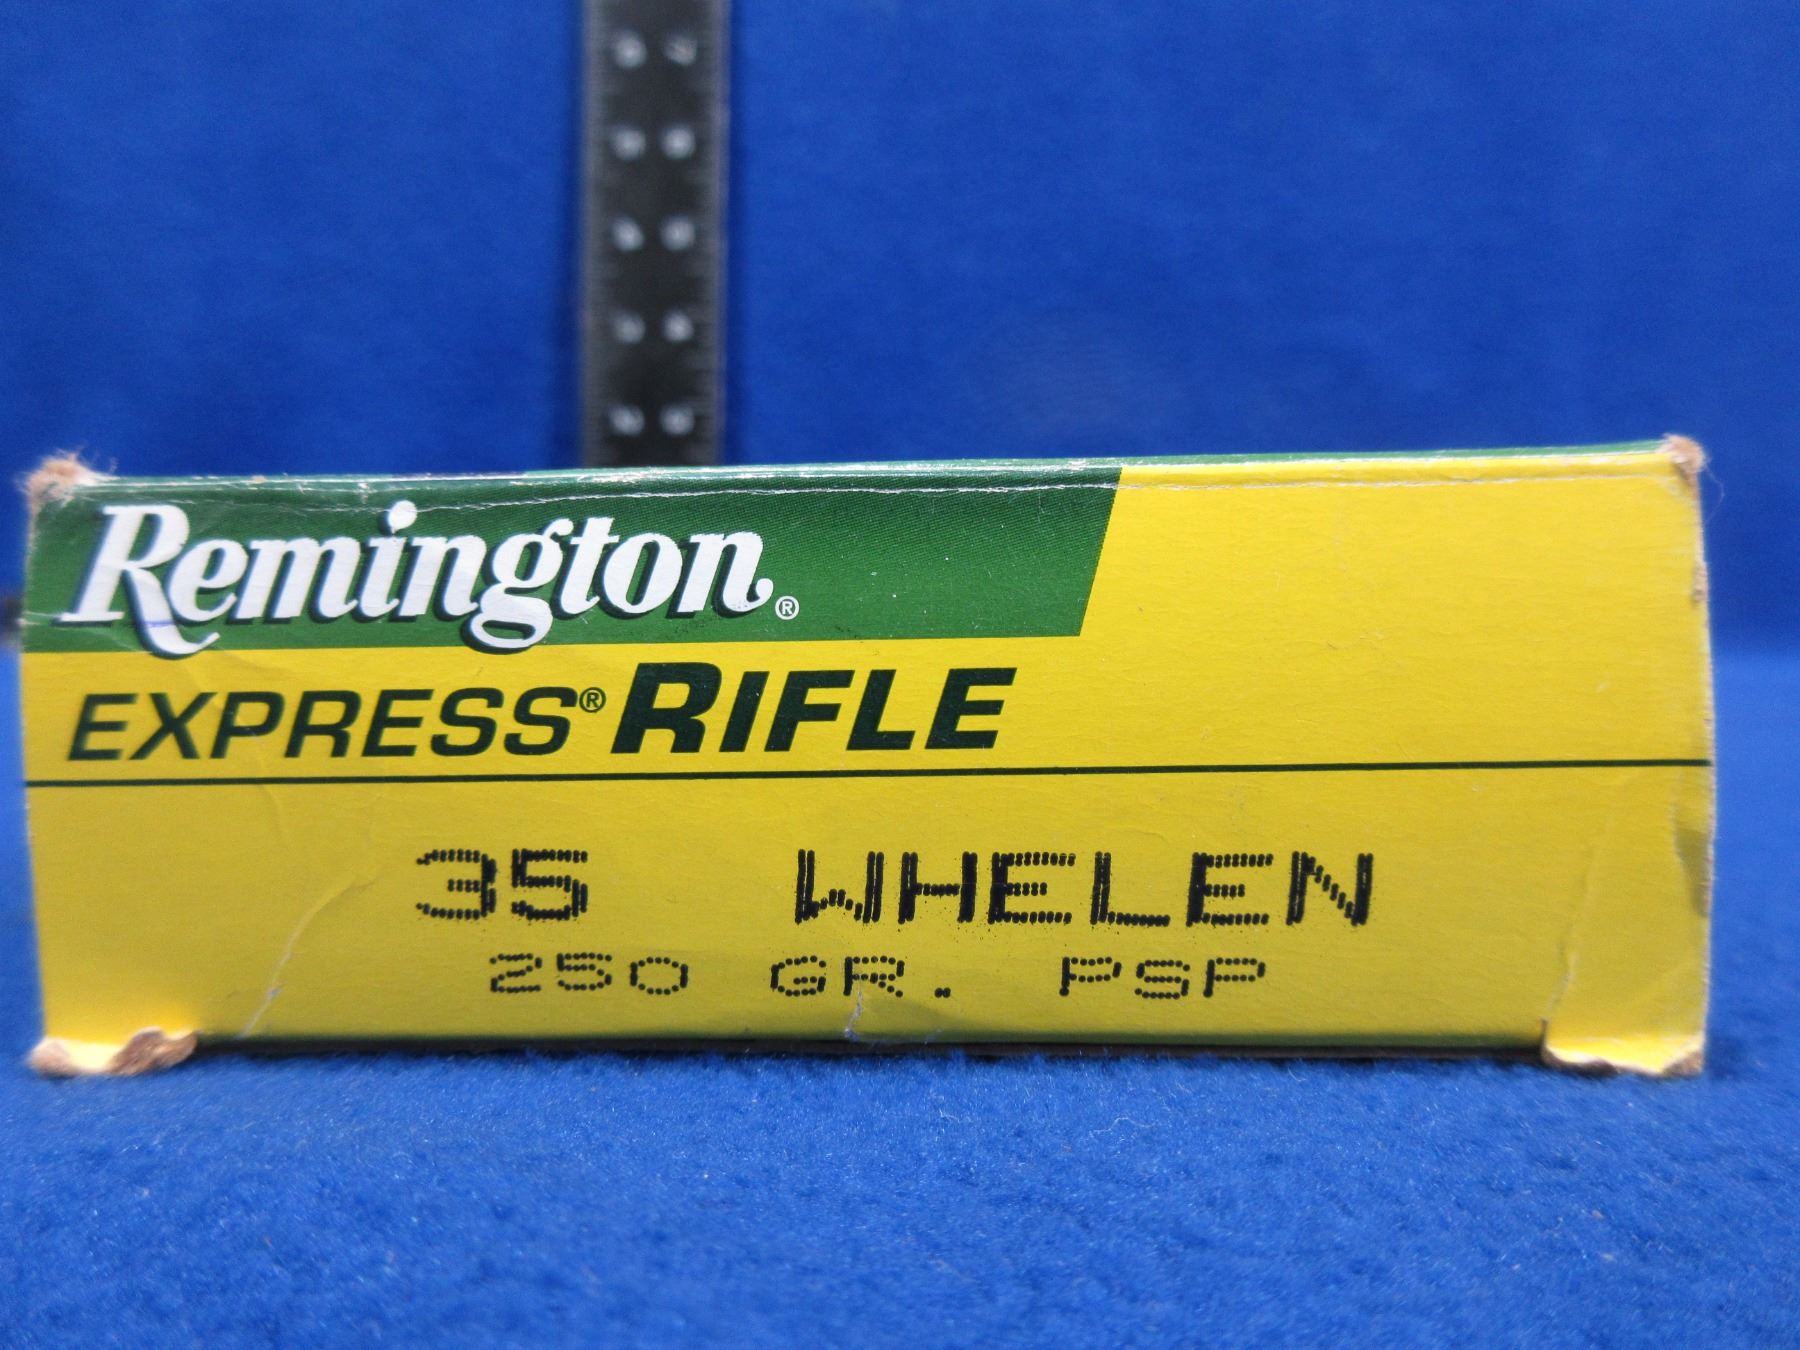 Remington®
EXPRESS® RIFLE
35 WHELEN
250 GR. PSP